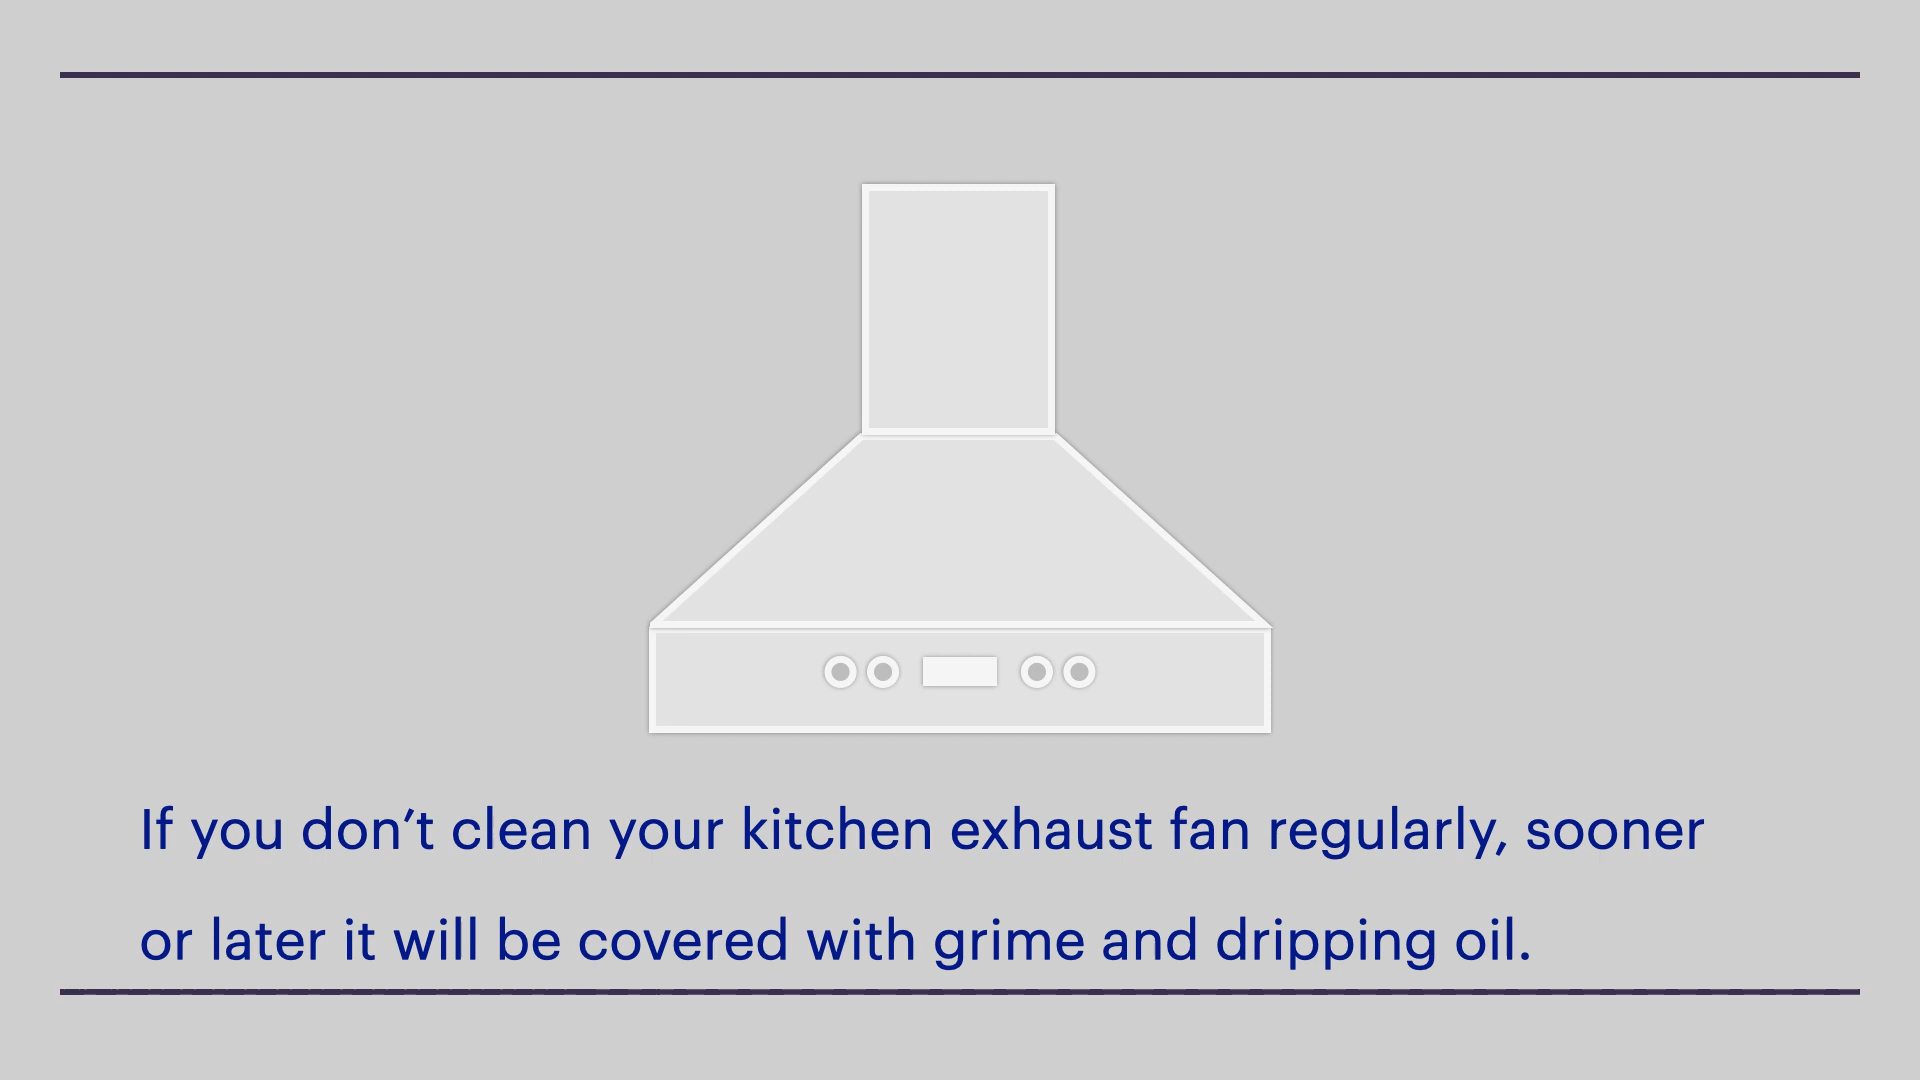 If you don’t clean your kitchen exhaust fan regularly, sooner
or later it will be covered with grime and dripping oil.